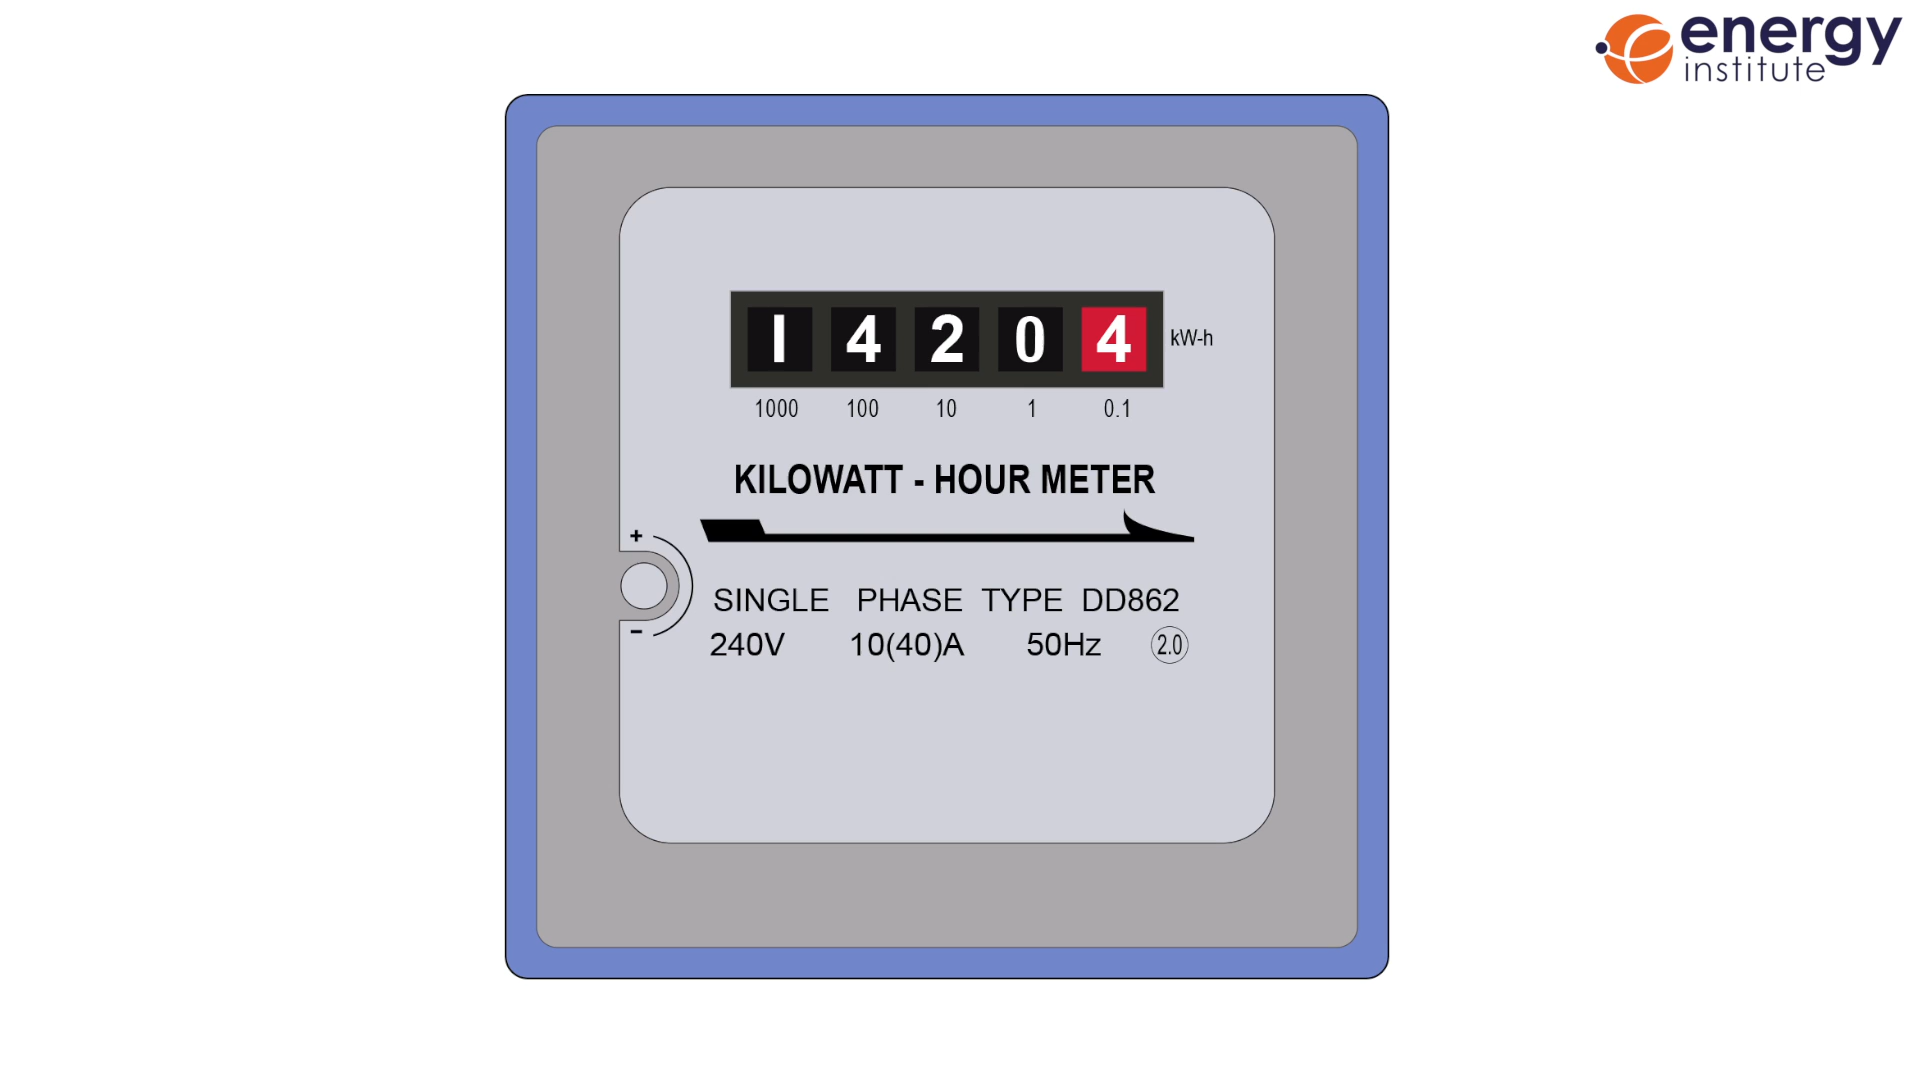 energy
institute
1 4 2 0 4 kW-h
1000 100 10 1 0.1
KILOWATT - HOUR METER
+
-
SINGLE PHASE TYPE DD862
240V 10(40)A 50Hz 2.0